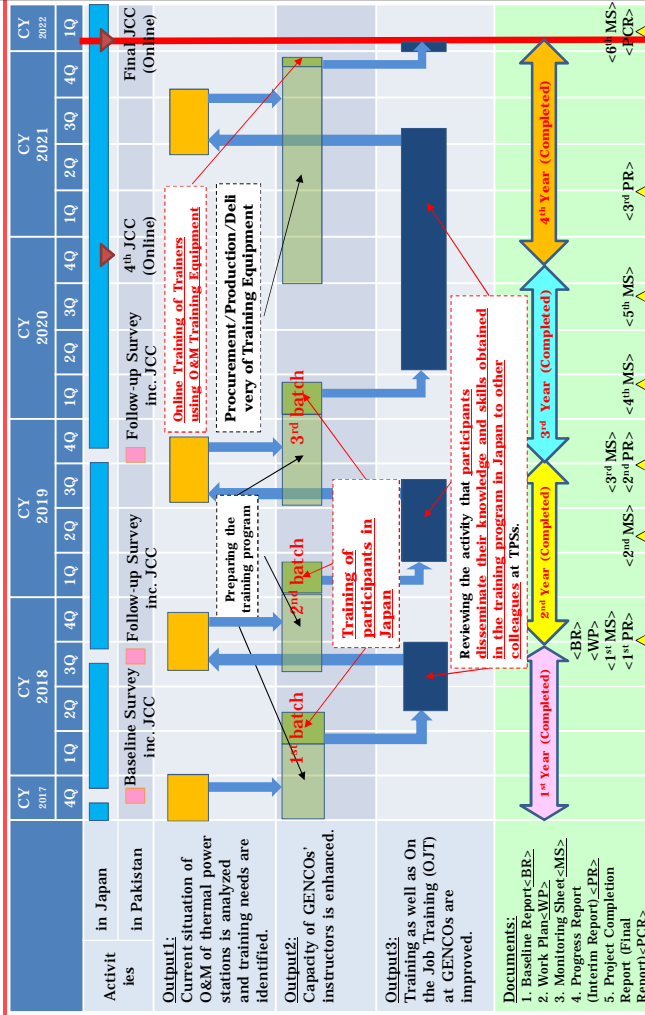 CY
2017
CY
2018
CY
2019
CY
2020
CY
2021
CY
2022
4Q
1Q
2Q
3Q
4Q
1Q
2Q
3Q
4Q
1Q
2Q
3Q
4Q
1Q
2Q
3Q
4Q
1Q
Activit
ies
in Japan
in Pakistan
Baseline Survey
inc. JCC
Follow-up Survey
inc. JCC
Follow-up Survey
inc. JCC
4th JCC
(Online)
Final JCC
(Online)
Output1:
Current situation of
O&M of thermal power
stations is analyzed
and training needs are
identified.
Online Training of Trainers
using O&M Training Equipment
Procurement/Production/Deli
very of Training Equipment
Preparing the
training program
Output2:
Capacity of GENCOs'
instructors is enhanced.
1st batch
2nd batch
3rd batch
Training of
participants in
Japan
Output3:
Training as well as On
the Job Training (OJT)
at GENCOs are
improved.
Reviewing the activity that participants
disseminate their knowledge and skills obtained
in the training program in Japan to other
colleagues at TPSs.
1st Year (Completed)
2nd Year (Completed)
3rd Year (Completed)
4th Year (Completed)
Documents:
1. Baseline Report<BR>
2. Work Plan<WP>
3. Monitoring Sheet<MS>
4. Progress Report
(Interim Report) <PR>
5. Project Completion
Report (Final
Report)<PCR>
<BR>
<WP>
<1st MS>
<1st PR>
<2nd MS>
<3rd MS>
<2nd PR>
<4th MS>
<5th MS>
<3rd PR>
<6th MS>
<PCR>